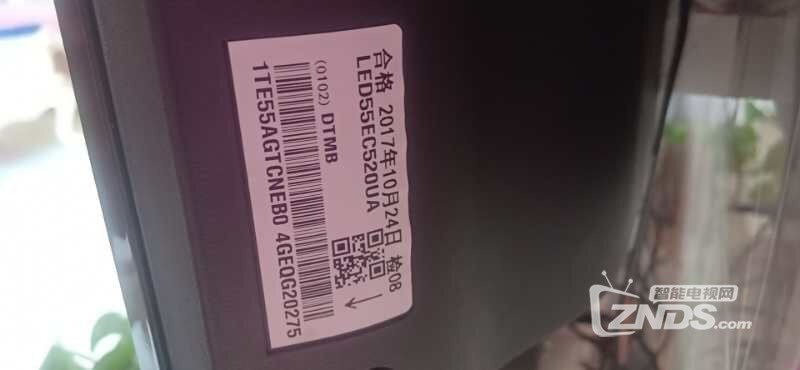 合格 2017年10月24日 检08
LED55EC520UA
(0102) DTMB
1TE55AGTCNEB0 4GEQG20275
智能电视网
ZNDS.com